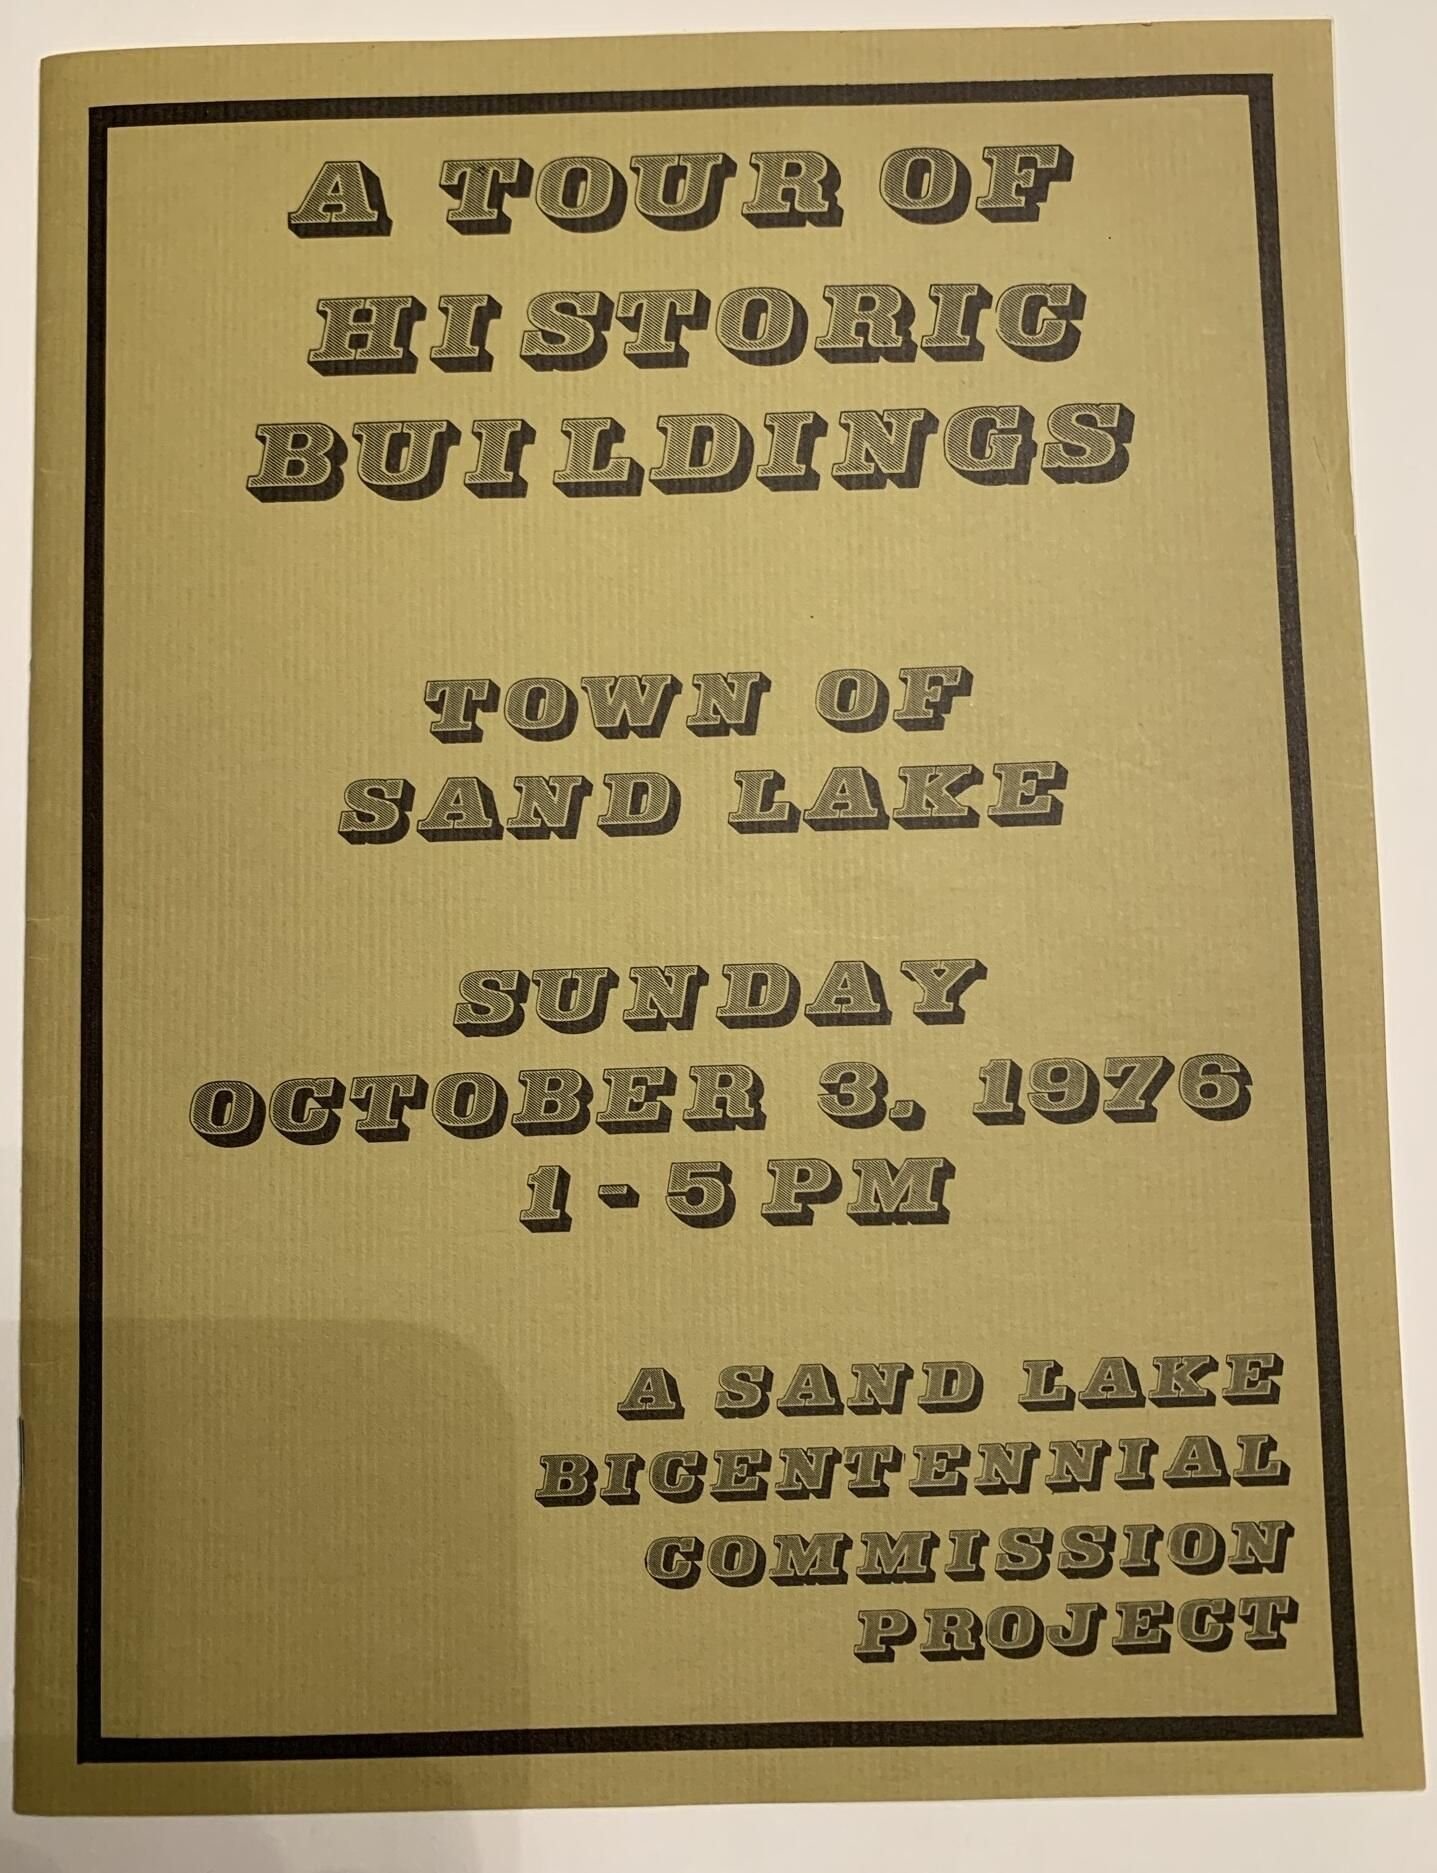 A TOUR OF
HISTORIC
BUILDINGS
TOWN OF
SAND LAKE
SUNDAY
OCTOBER 3, 1976
1 - 5 PM
A SAND LAKE
BICENTENNIAL
COMMISSION
PROJECT